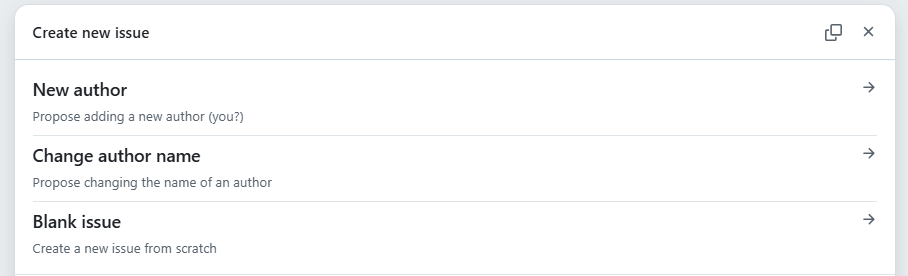 Create new issue
New author
Propose adding a new author (you?)
Change author name
Propose changing the name of an author
Blank issue
Create a new issue from scratch